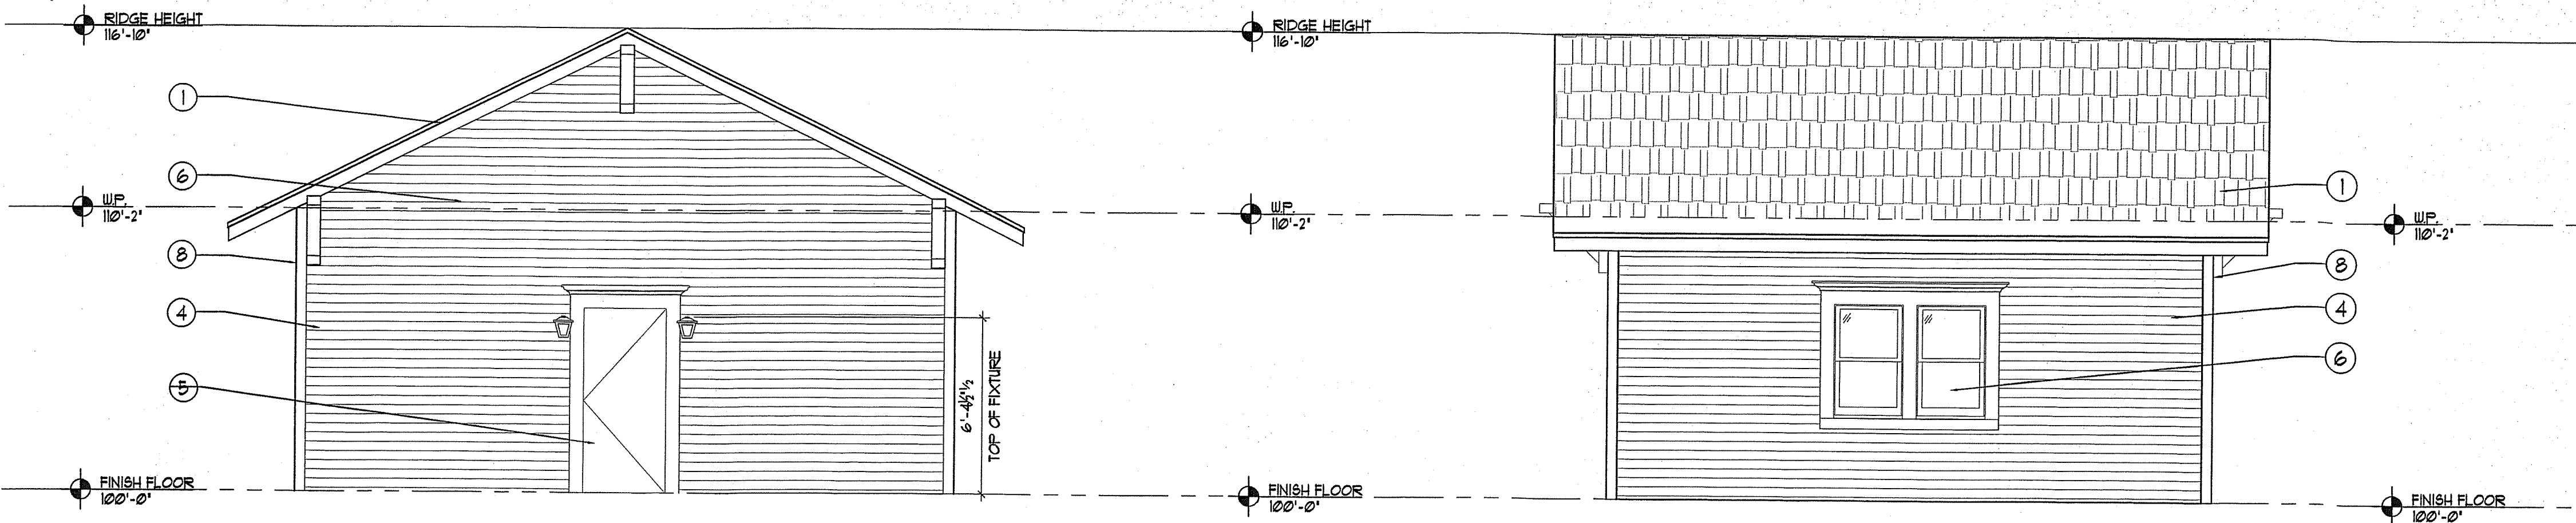 RIDGE HEIGHT
116'-10"
1
6
W.P.
110'-2"
8
4
5
FINISH FLOOR
100'-0"
6'-4½"½
TOP OF FIXTURE
RIDGE HEIGHT
116'-10"
W.P.
110'-2"
FINISH FLOOR
100'-0"
1
W.P.
110'-2"
8
4
6
FINISH FLOOR
100'-0"